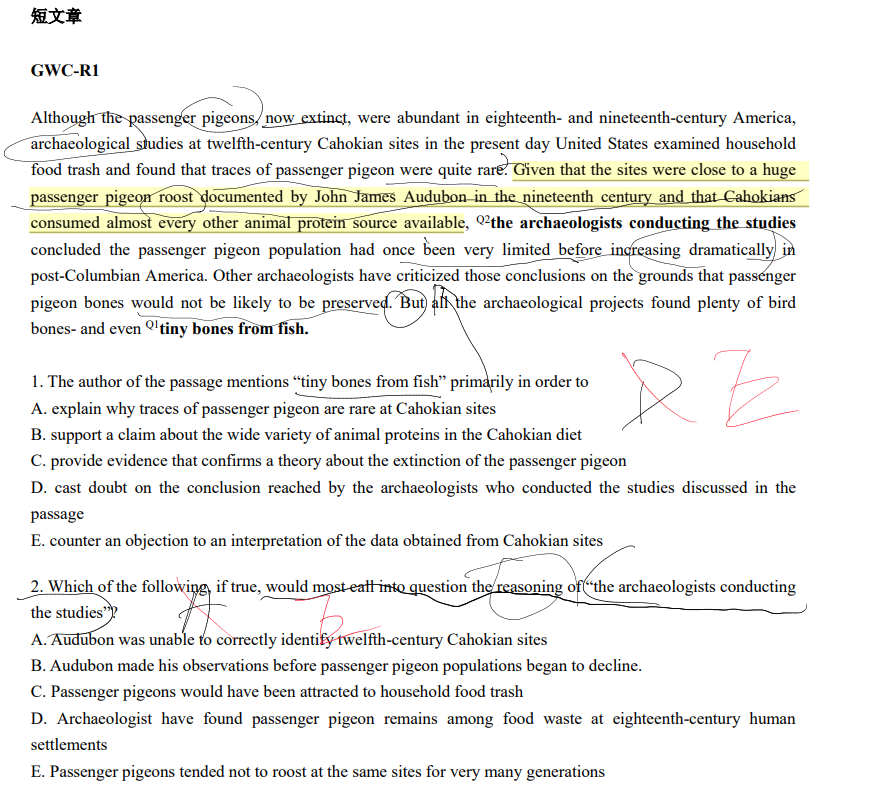 短文章
GWC-R1
Although the passenger pigeons, now extinct, were abundant in eighteenth- and nineteenth-century America,
archaeological studies at twelfth-century Cahokian sites in the present day United States examined household
food trash and found that traces of passenger pigeon were quite rare. Given that the sites were close to a huge
passenger pigeon roost documented by John James Audubon in the nineteenth century and that Cahokians
consumed almost every other animal protein source available, Q2the archaeologists conducting the studies
concluded the passenger pigeon population had once been very limited before increasing dramatically in
post-Columbian America. Other archaeologists have criticized those conclusions on the grounds that passenger
pigeon bones would not be likely to be preserved. But all the archaeological projects found plenty of bird
bones- and even Q1tiny bones from fish.
1. The author of the passage mentions “tiny bones from fish” primarily in order to
A. explain why traces of passenger pigeon are rare at Cahokian sites
B. support a claim about the wide variety of animal proteins in the Cahokian diet
C. provide evidence that confirms a theory about the extinction of the passenger pigeon
D. cast doubt on the conclusion reached by the archaeologists who conducted the studies discussed in the
passage
E. counter an objection to an interpretation of the data obtained from Cahokian sites
D E
2. Which of the following, if true, would most call into question the reasoning of “the archaeologists conducting
the studies”?
A. Audubon was unable to correctly identify twelfth-century Cahokian sites
B. Audubon made his observations before passenger pigeon populations began to decline.
C. Passenger pigeons would have been attracted to household food trash
D. Archaeologist have found passenger pigeon remains among food waste at eighteenth-century human
settlements
E. Passenger pigeons tended not to roost at the same sites for very many generations
A E